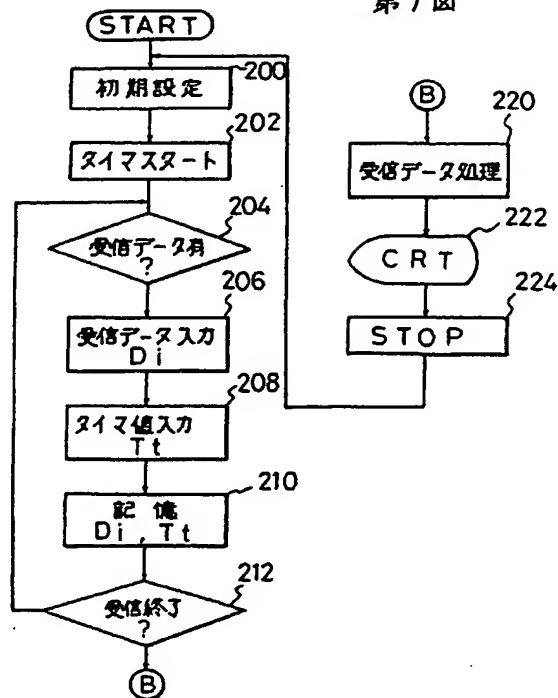 第7図
START
200
初期設定
202
タイマスタート
204
受信データ有
?
206
受信データ入力
Di
208
タイマ値入力
Tt
210
記憶
Di, Tt
212
受信終了
?
B
B
220
受信データ処理
222
CRT
224
STOP